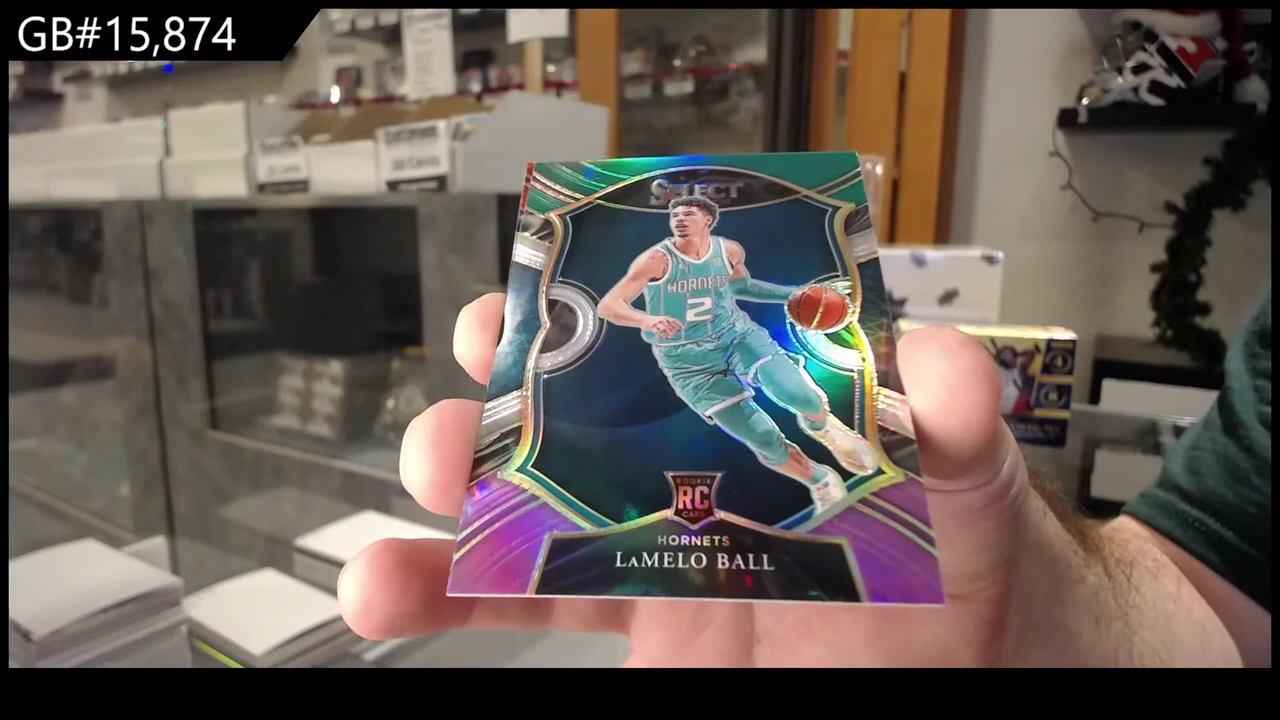 GB#15,874
SELECT
HORNETS
2
ROOKIE
RC
CARD
HORNETS
LaMELO BALL